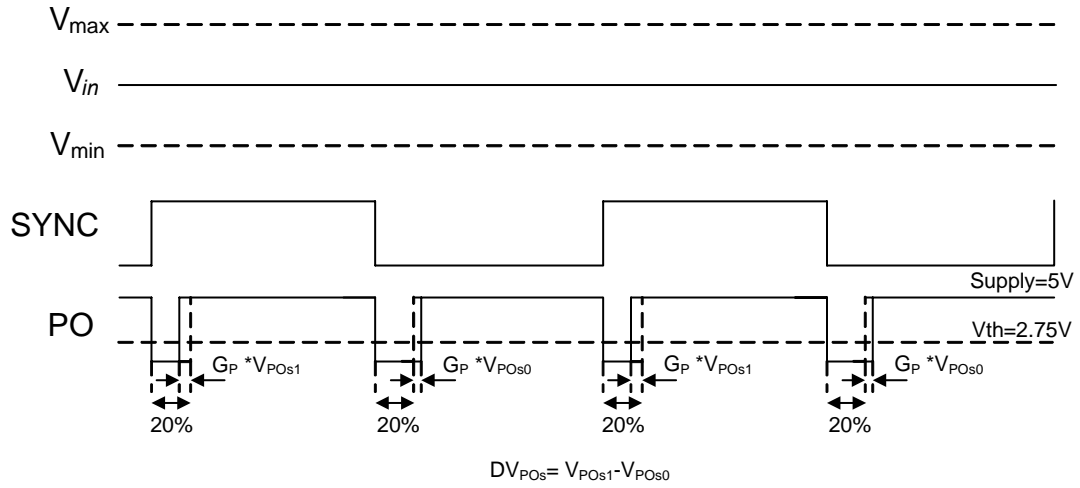 Vmax
Vin
Vmin
SYNC
Supply=5V
PO
Vth=2.75V
GP *VPOs1
GP *VPOs0
GP *VPOs1
GP *VPOs0
20%
20%
20%
20%
DVPOs= VPOs1-VPOs0